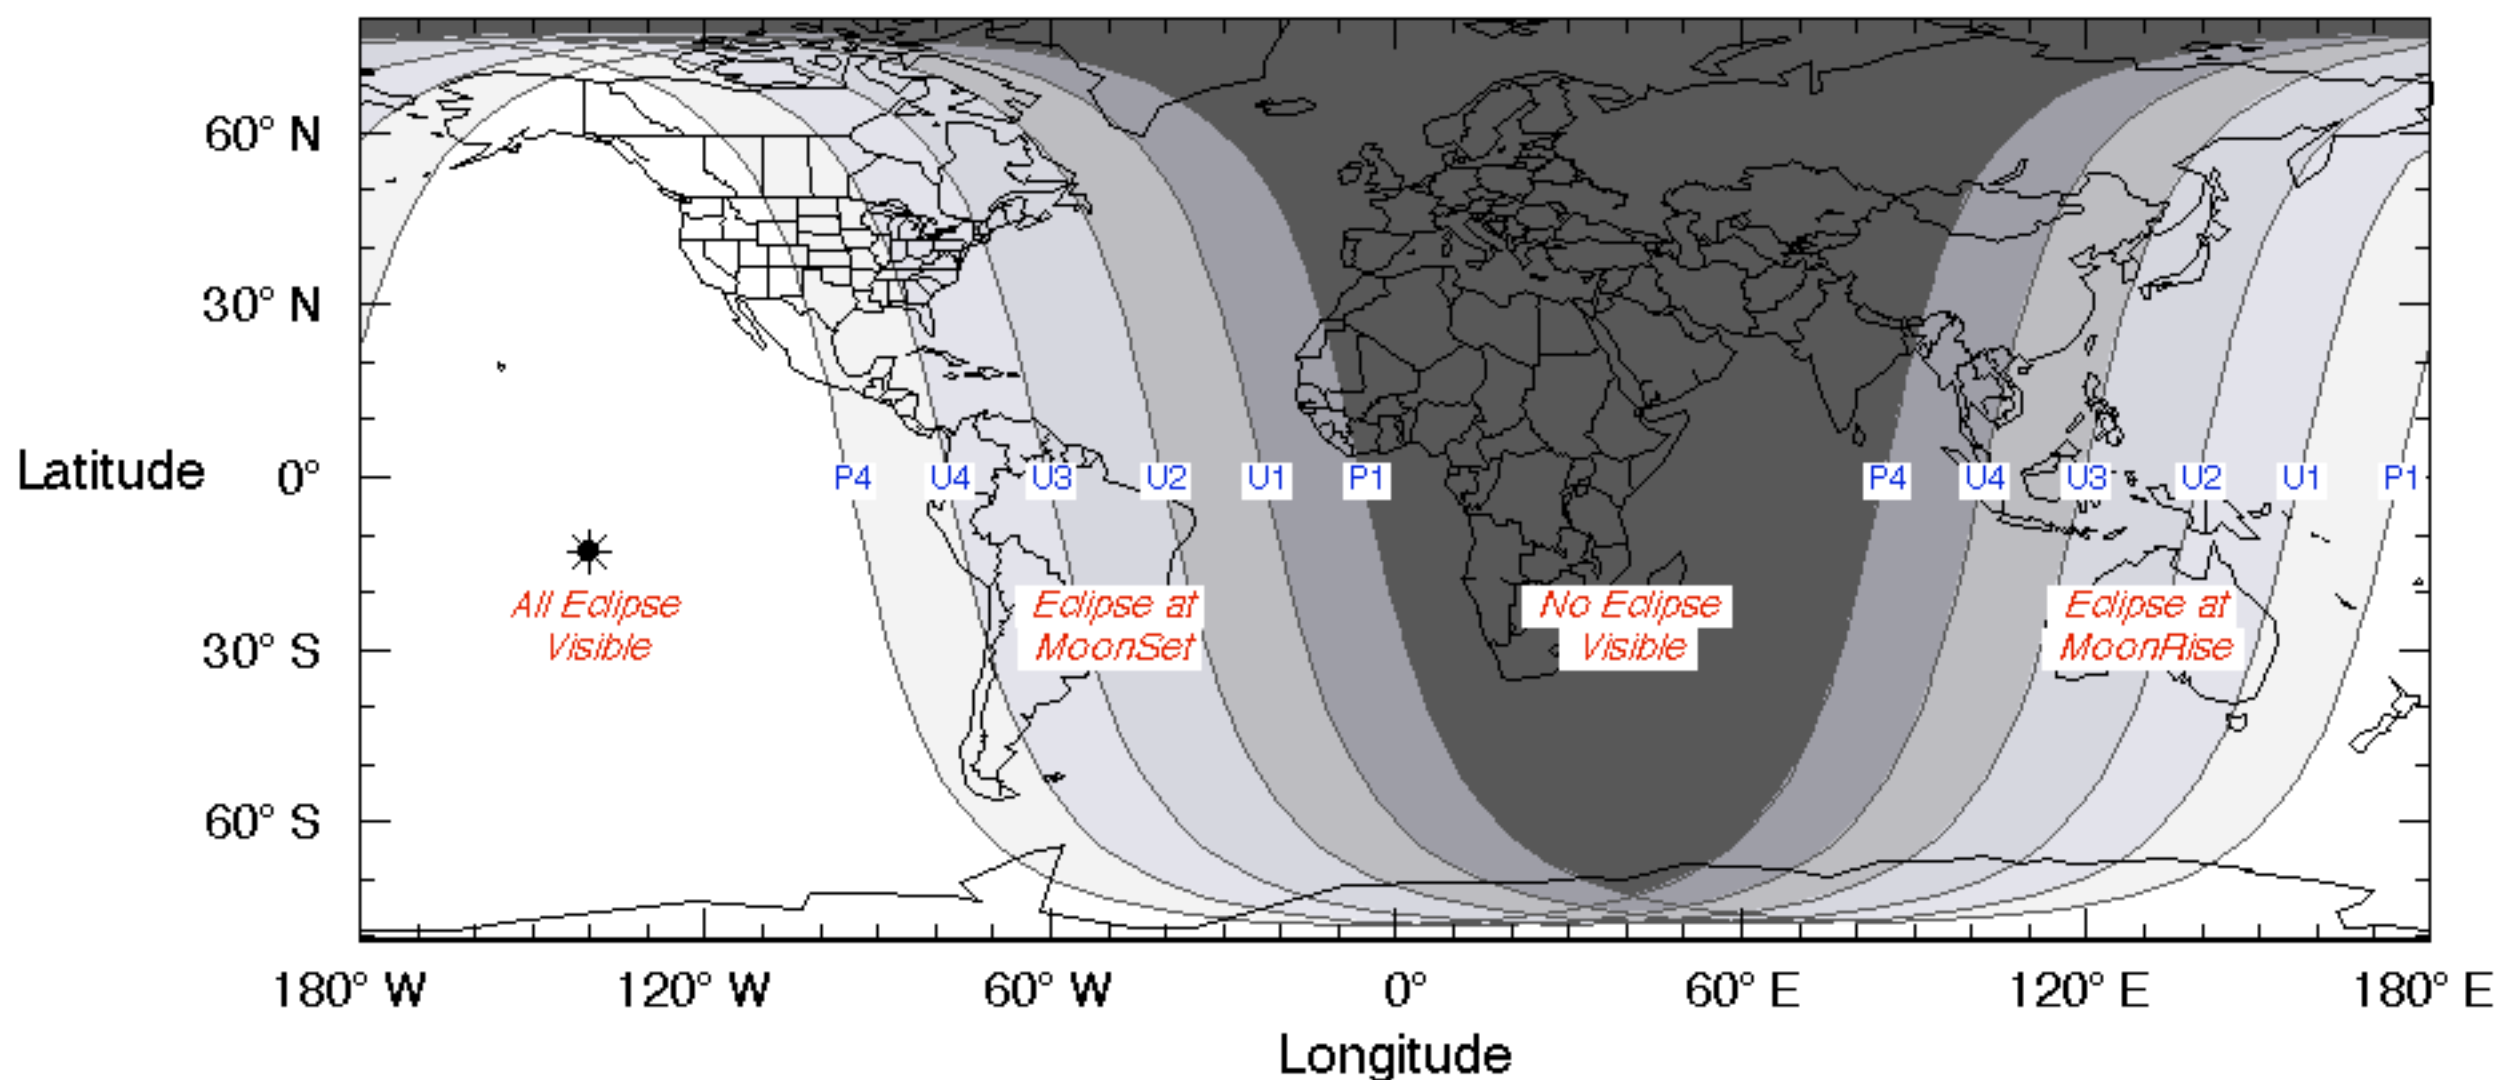 60° N
30° N
Latitude 0°
P4 U4 U3 U2 U1 P1 P4 U4 U3 U2 U1 P1
All Eclipse
Visible
Eclipse at
MoonSet
No Eclipse
Visible
Eclipse at
MoonRise
30° S
60° S
180° W 120° W 60° W 0° 60° E 120° E 180° E
Longitude